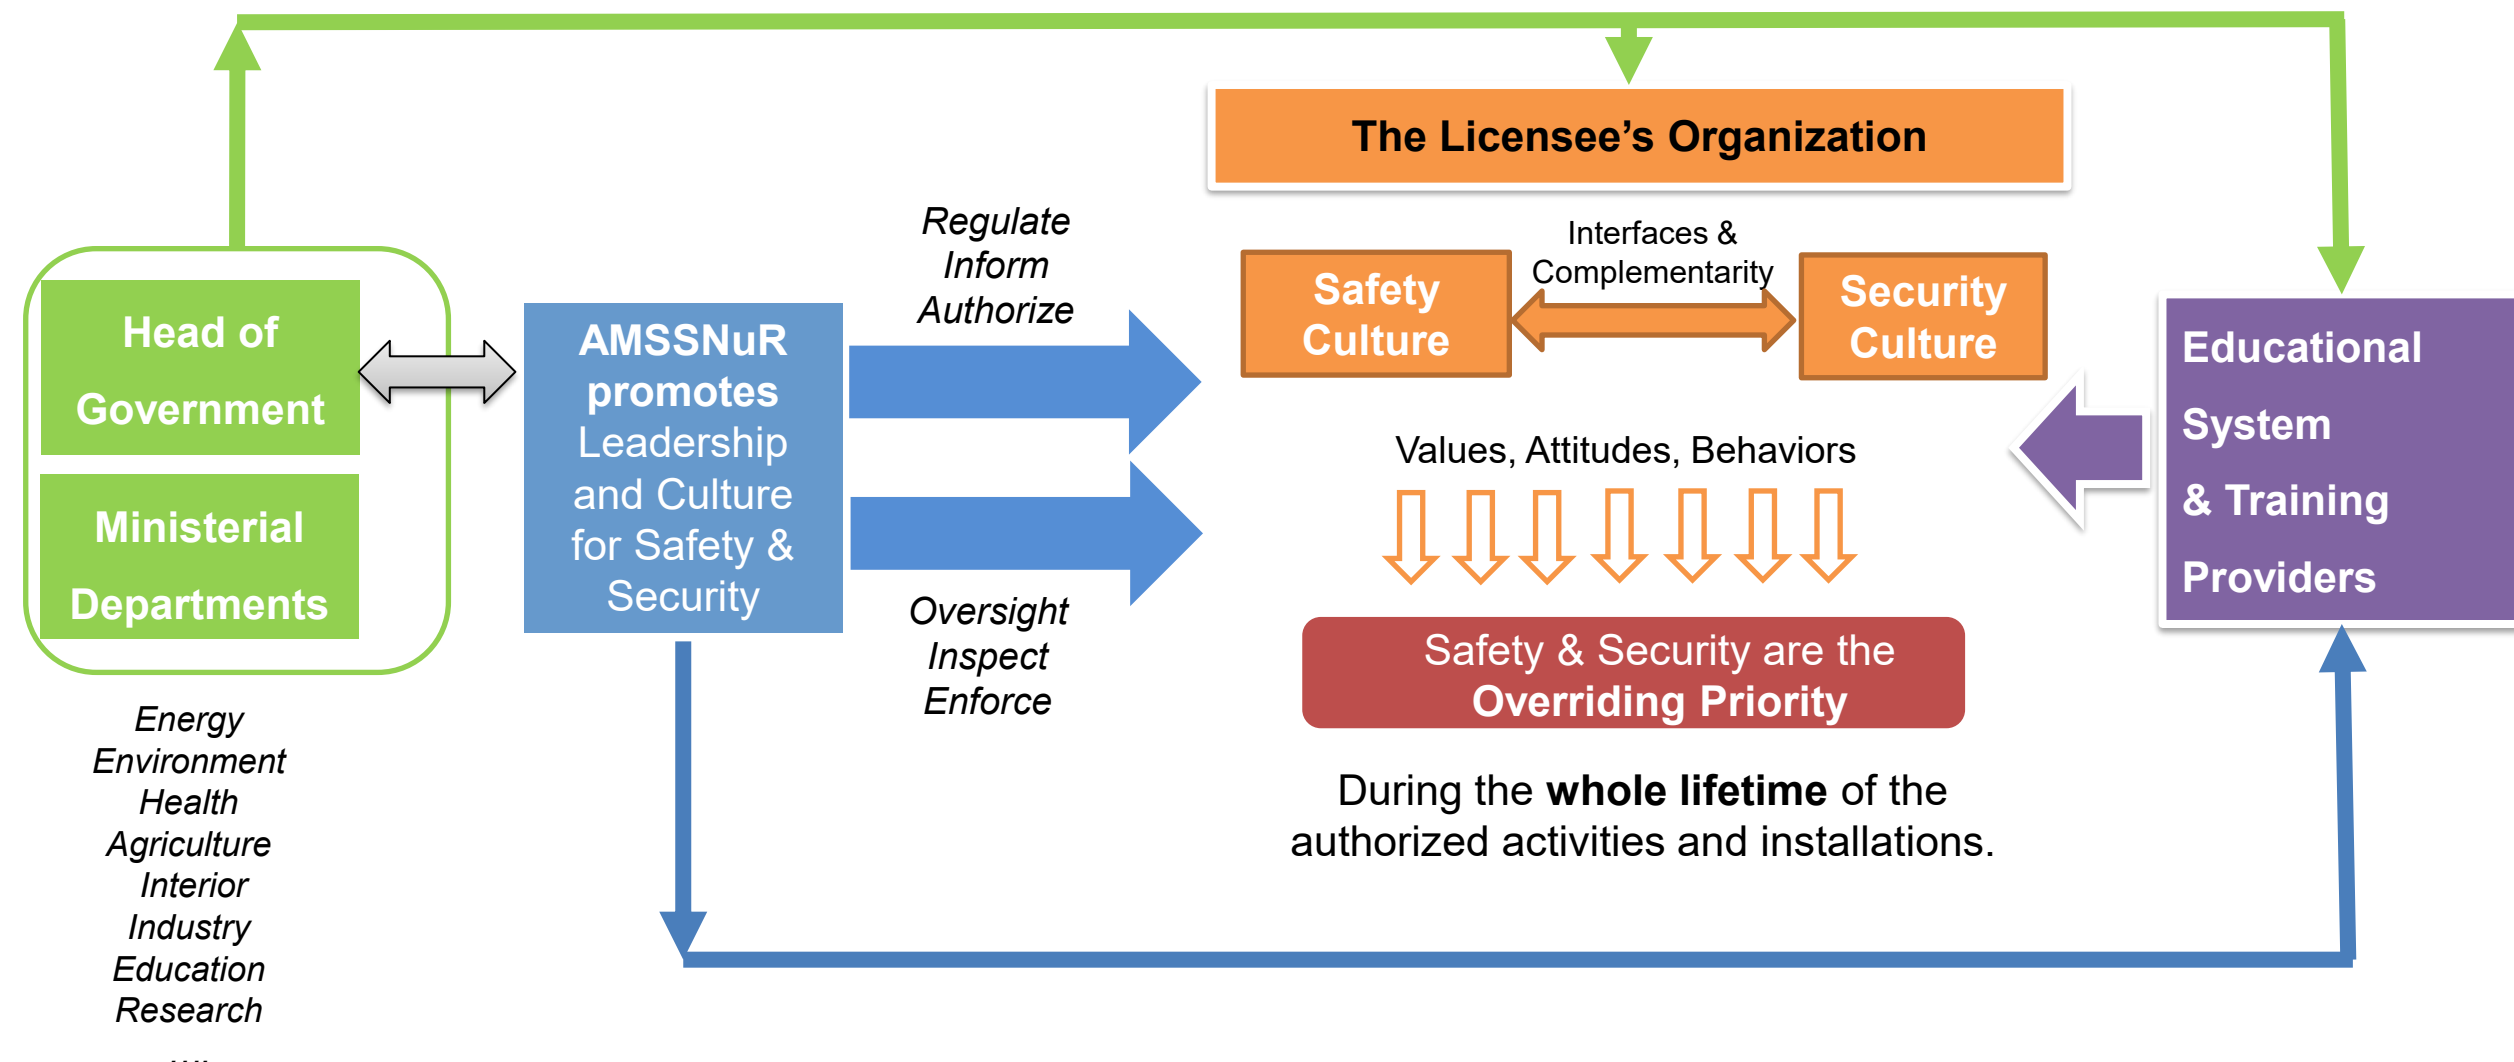 The Licensee's Organization
Head of
Government
Ministerial
Departments
Energy
Environment
Health
Agriculture
Interior
Industry
Education
Research
....
AMSSNuR
promotes
Leadership
and Culture
for Safety &
Security
Regulate
Inform
Authorize
Oversight
Inspect
Enforce
Safety
Culture
Interfaces &
Complementarity
Security
Culture
Values, Attitudes, Behaviors
Safety & Security are the
Overriding Priority
During the whole lifetime of the
authorized activities and installations.
Educational
System
& Training
Providers